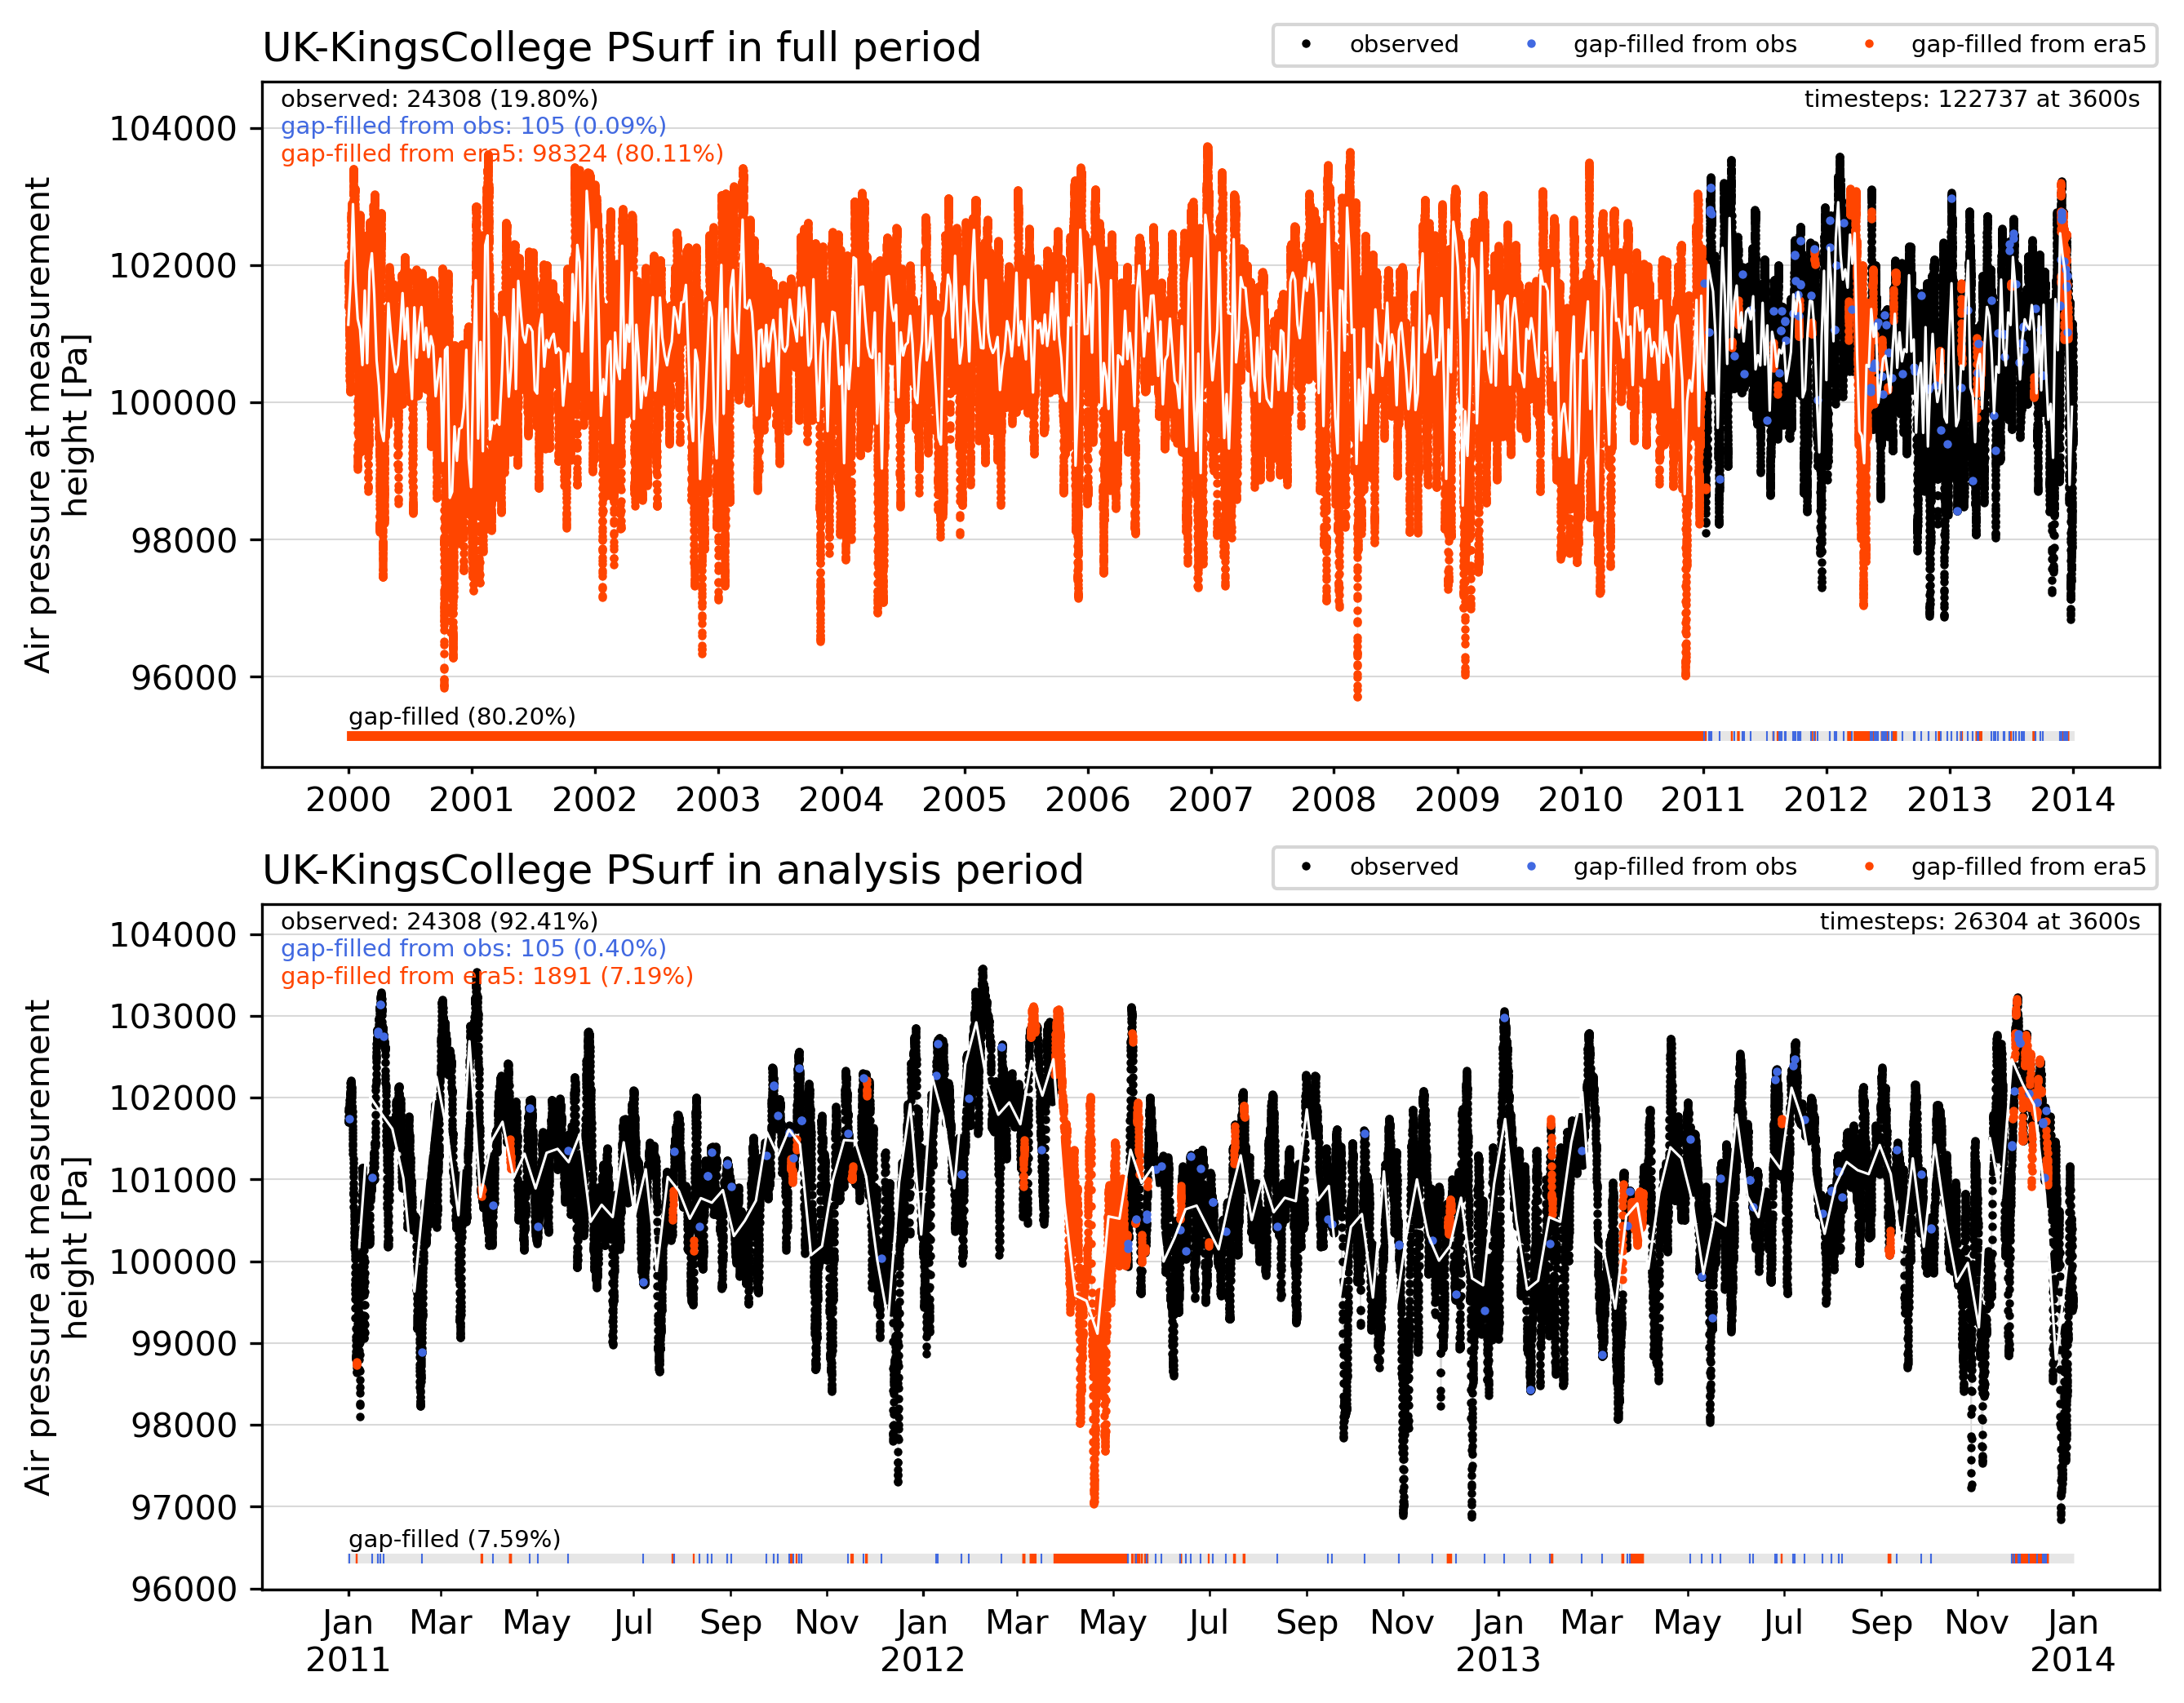 UK-KingsCollege PSurf in full period
observed gap-filled from obs gap-filled from era5
observed: 24308 (19.80%)
timesteps: 122737 at 3600s
gap-filled from obs: 105 (0.09%)
gap-filled from era5: 98324 (80.11%)
Air pressure at measurement
height [Pa]
104000
102000
100000
98000
96000
gap-filled (80.20%)
2000 2001 2002 2003 2004 2005 2006 2007 2008 2009 2010 2011 2012 2013 2014
UK-KingsCollege PSurf in analysis period
observed gap-filled from obs gap-filled from era5
observed: 24308 (92.41%)
timesteps: 26304 at 3600s
gap-filled from obs: 105 (0.40%)
gap-filled from era5: 1891 (7.19%)
Air pressure at measurement
height [Pa]
104000
103000
102000
101000
100000
99000
98000
97000
96000
gap-filled (7.59%)
Jan Mar May Jul Sep Nov Jan Mar May Jul Sep Nov Jan Mar May Jul Sep Nov Jan
2011 2012 2013 2014